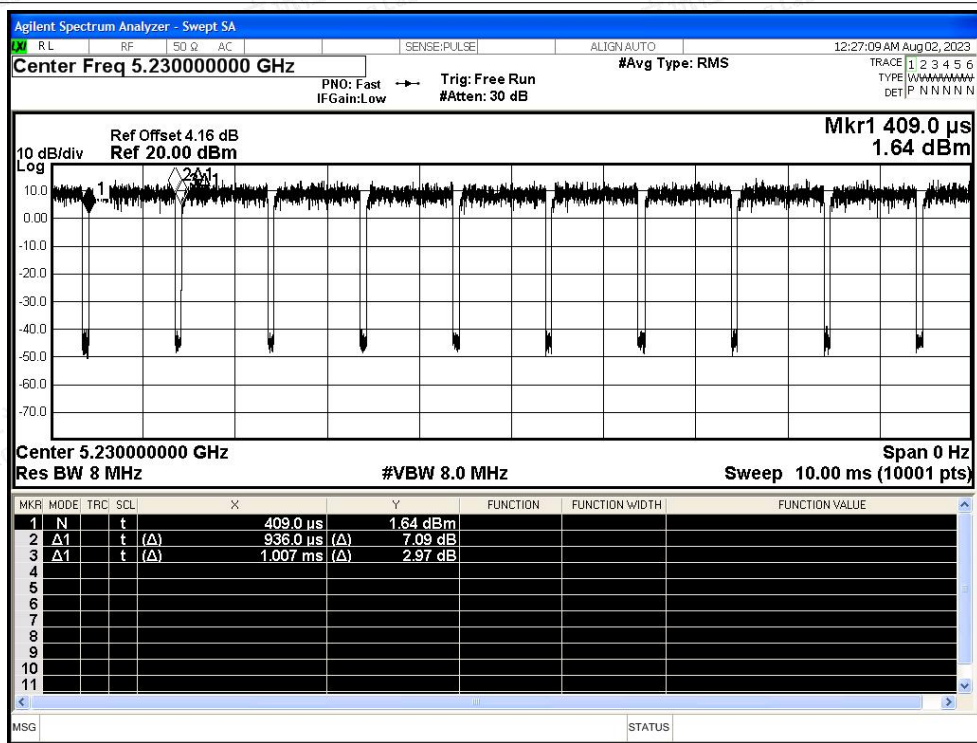 Agilent Spectrum Analyzer - Swept SA
LXI RL RF 50 Ω AC SENSE:PULSE ALIGN AUTO 12:27:09 AM Aug 02, 2023
Center Freq 5.230000000 GHz #Avg Type: RMS TRACE 1 2 3 4 5 6
PNO: Fast Trig: Free Run TYPE WWWWWW
IFGain:Low #Atten: 30 dB DET P N N N N N
Ref Offset 4.16 dB Mkr1 409.0 µs
10 dB/div Ref 20.00 dBm 1.64 dBm
Log
10.0 1
0.00
-10.0
-20.0
-30.0
-40.0
-50.0
-60.0
-70.0
Center 5.230000000 GHz Span 0 Hz
Res BW 8 MHz #VBW 8.0 MHz Sweep 10.00 ms (10001 pts)
MKR MODE TRC SCL X Y FUNCTION FUNCTION WIDTH FUNCTION VALUE
1 N t 409.0 µs 1.64 dBm
2 Δ1 t (Δ) 936.0 µs (Δ) 7.09 dB
3 Δ1 t (Δ) 1.007 ms (Δ) 2.97 dB
4
5
6
7
8
9
10
11
MSG STATUS